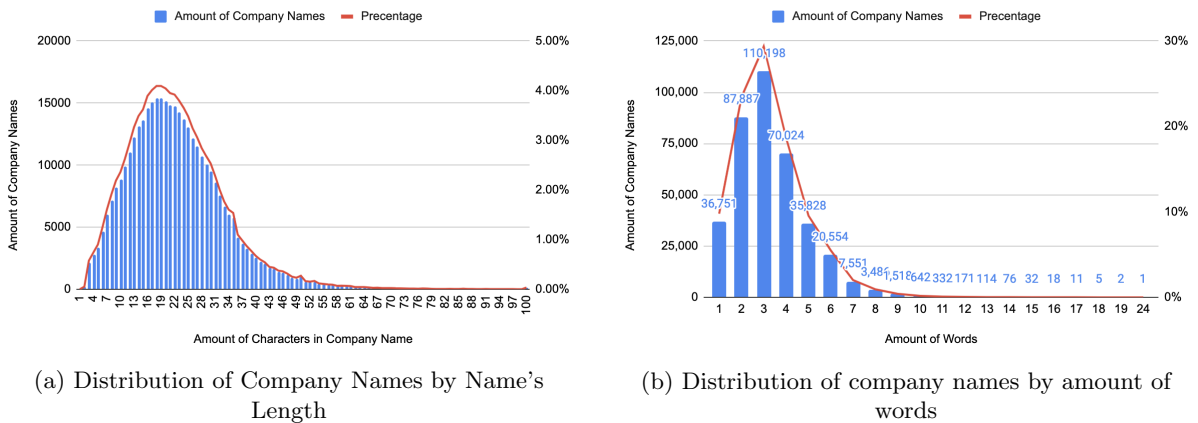 Amount of Company Names Precentage
20000
15000
10000
5000
0
5.00%
4.00%
3.00%
2.00%
1.00%
0.00%
Amount of Company Names
1 4 7 10 13 16 19 22 25 28 31 34 37 40 43 46 49 52 55 58 61 64 67 70 73 76 79 82 85 88 91 94 97 100
Amount of Characters in Company Name
(a) Distribution of Company Names by Name's
Length
Amount of Company Names Precentage
125,000
100,000
75,000
50,000
25,000
0
30%
20%
10%
0%
Amount of Company Names
36,751 87,887 110,198 70,024 35,828 20,554 7,551 1,518 642 332 171 114 76 32 18 11 5 2 1
1 2 3 4 5 6 7 8 9 10 11 12 13 14 15 16 17 18 19 24
Amount of Words
(b) Distribution of company names by amount of
words